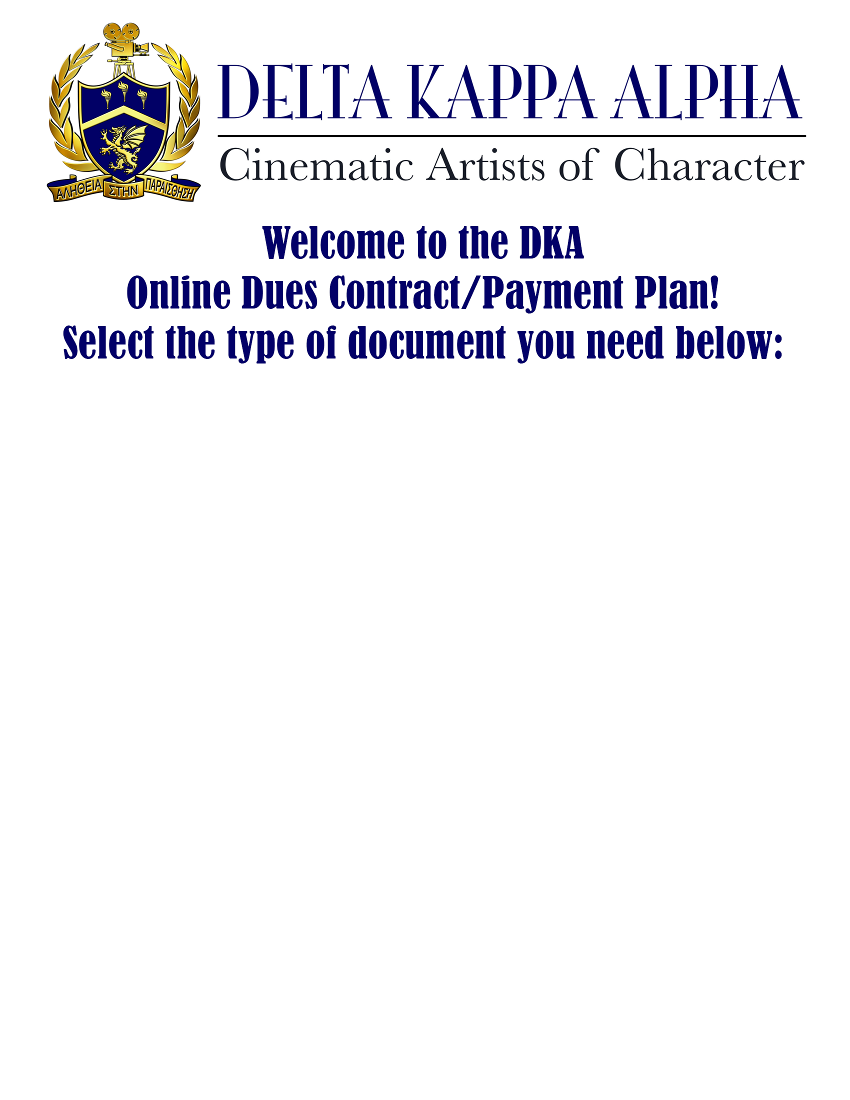 DELTA KAPPA ALPHA
Cinematic Artists of Character
ΑΛΗΘΕΙΑ ΣΤΗΝ ΠΑΡΑΙΣΘΗΣΗ
Welcome to the DKA
Online Dues Contract/Payment Plan!
Select the type of document you need below: